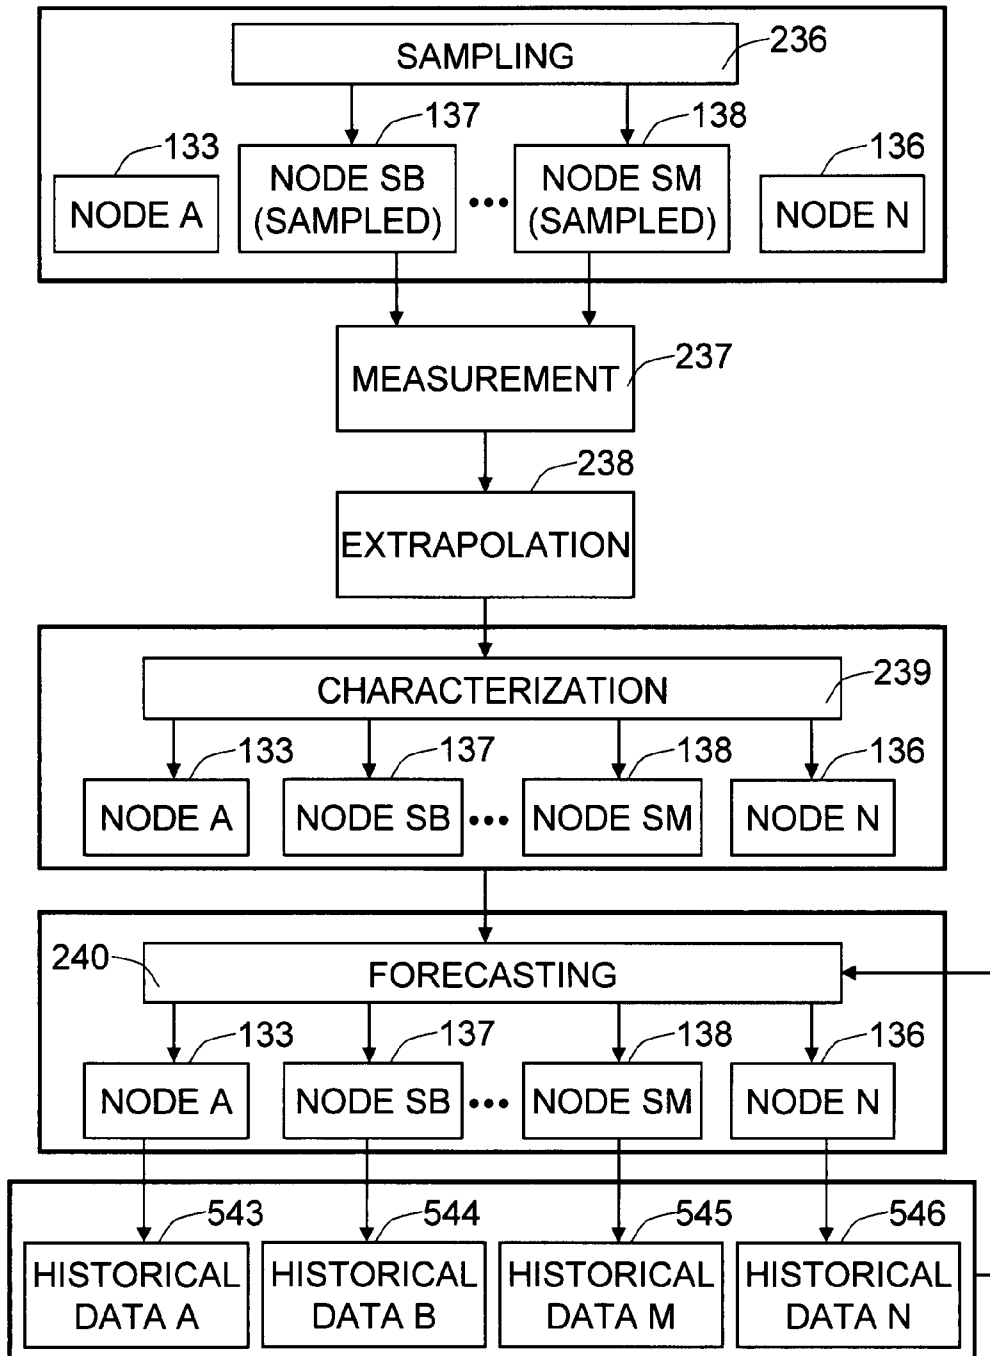 SAMPLING
236
137
138
133
136
NODE A
NODE SB
(SAMPLED)
•••
NODE SM
(SAMPLED)
NODE N
MEASUREMENT
237
238
EXTRAPOLATION
CHARACTERIZATION
239
133
137
138
136
NODE A
NODE SB
•••
NODE SM
NODE N
240
FORECASTING
133
137
138
136
NODE A
NODE SB
•••
NODE SM
NODE N
543
544
545
546
HISTORICAL
DATA A
HISTORICAL
DATA B
HISTORICAL
DATA M
HISTORICAL
DATA N